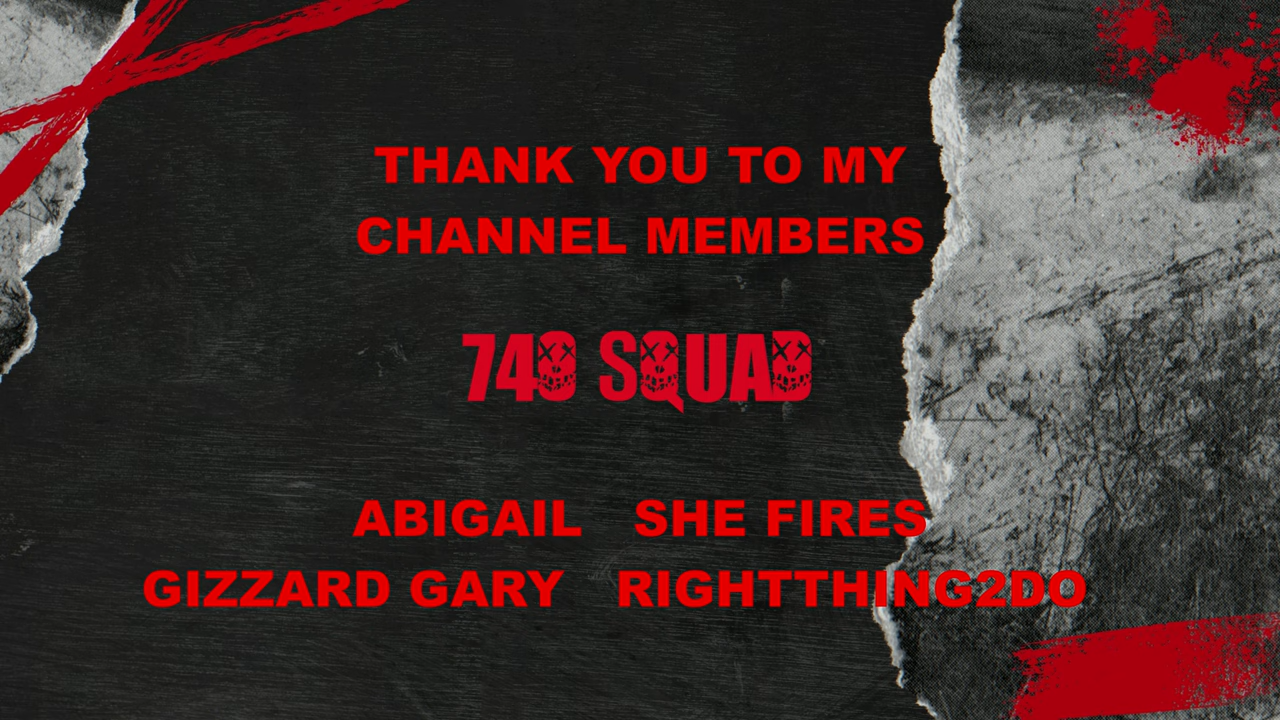 THANK YOU TO MY
CHANNEL MEMBERS
740 SQUAD
ABIGAIL SHE FIRES
GIZZARD GARY RIGHTTHING2DO